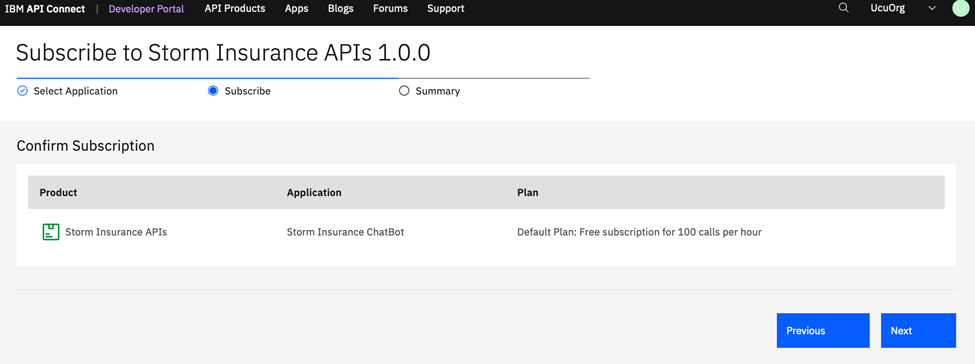 IBM API Connect | Developer Portal API Products Apps Blogs Forums Support UcuOrg U
Subscribe to Storm Insurance APIs 1.0.0
Select Application Subscribe Summary
Confirm Subscription
Product Application Plan
Storm Insurance APIs Storm Insurance ChatBot Default Plan: Free subscription for 100 calls per hour
Previous Next